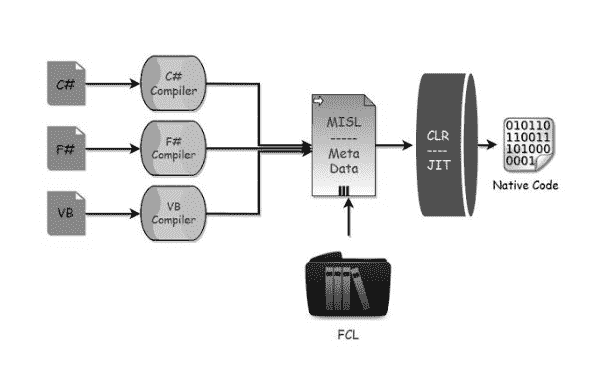 C#
C#
Compiler
F#
F#
Compiler
VB
VB
Compiler
MISL
-----
Meta
Data
CLR
----
JIT
010110
110011
101000
0001
Native Code
FCL